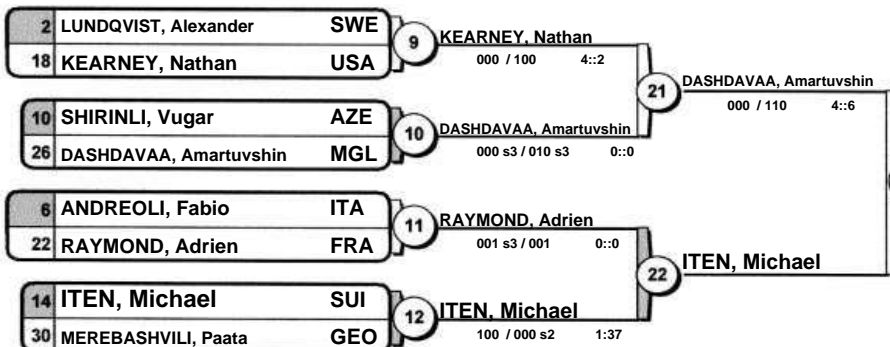 2 LUNDQVIST, Alexander SWE
18 KEARNEY, Nathan USA
9
KEARNEY, Nathan
000 / 100 4::2
10 SHIRINLI, Vugar AZE
26 DASHDAVAA, Amartuvshin MGL
10
DASHDAVAA, Amartuvshin
000 s3 / 010 s3 0::0
21
DASHDAVAA, Amartuvshin
000 / 110 4::6
6 ANDREOLI, Fabio ITA
22 RAYMOND, Adrien FRA
11
RAYMOND, Adrien
001 s3 / 001 0::0
14 ITEN, Michael SUI
30 MEREBASHVILI, Paata GEO
12
ITEN, Michael
100 / 000 s2 1:37
22
ITEN, Michael